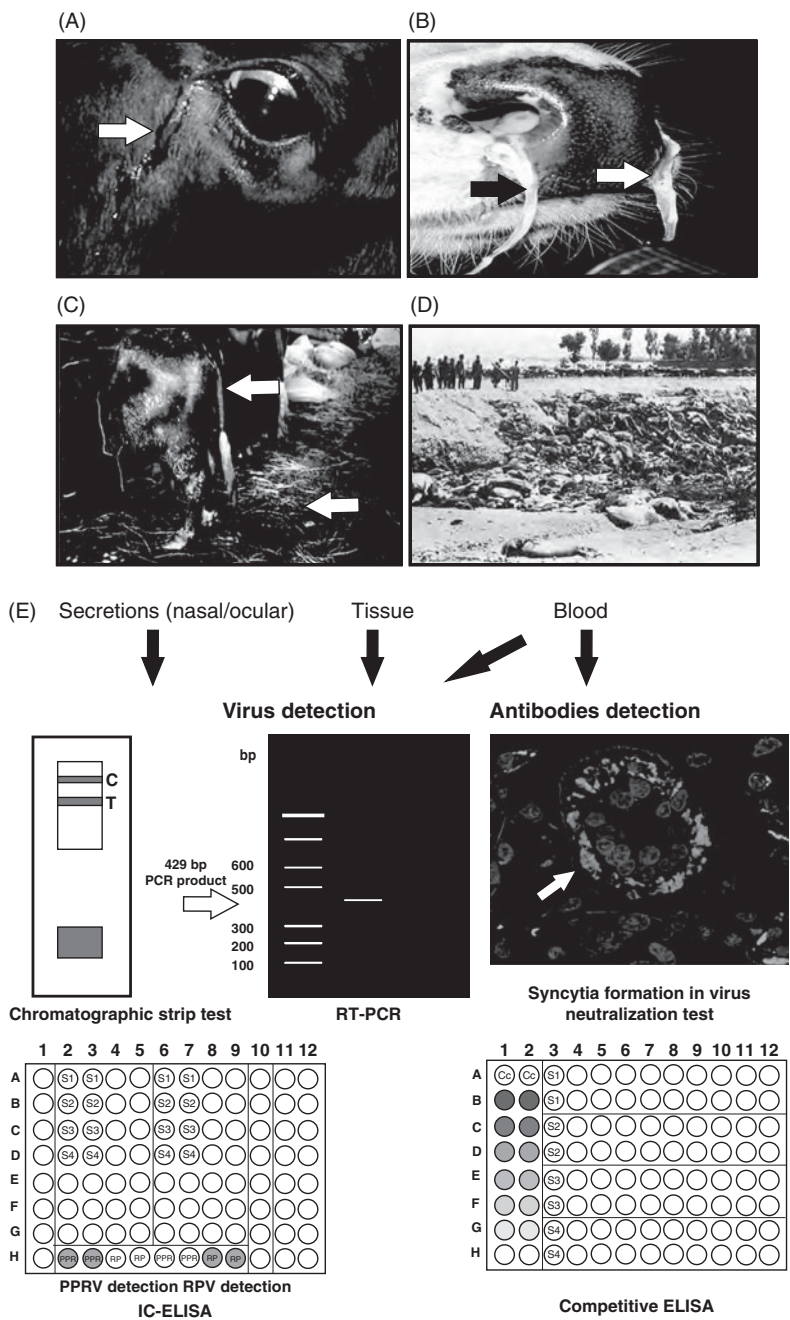 (A)
(B)
(C)
(D)
(E) Secretions (nasal/ocular) Tissue Blood
Virus detection
Antibodies detection
C
T
429 bp
PCR product
bp
600
500
300
200
100
Chromatographic strip test
RT-PCR
Syncytia formation in virus
neutralization test
1 2 3 4 5 6 7 8 9 10 11 12
A S1 S1 S1 S1
B S2 S2 S2 S2
C S3 S3 S3 S3
D S4 S4 S4 S4
E
F
G
H PPR PPR RP RP PPR PPR RP RP
PPRV detection RPV detection
IC-ELISA
1 2 3 4 5 6 7 8 9 10 11 12
A Cc Cc S1
B S1
C S2
D S2
E S3
F S3
G S4
H S4
Competitive ELISA